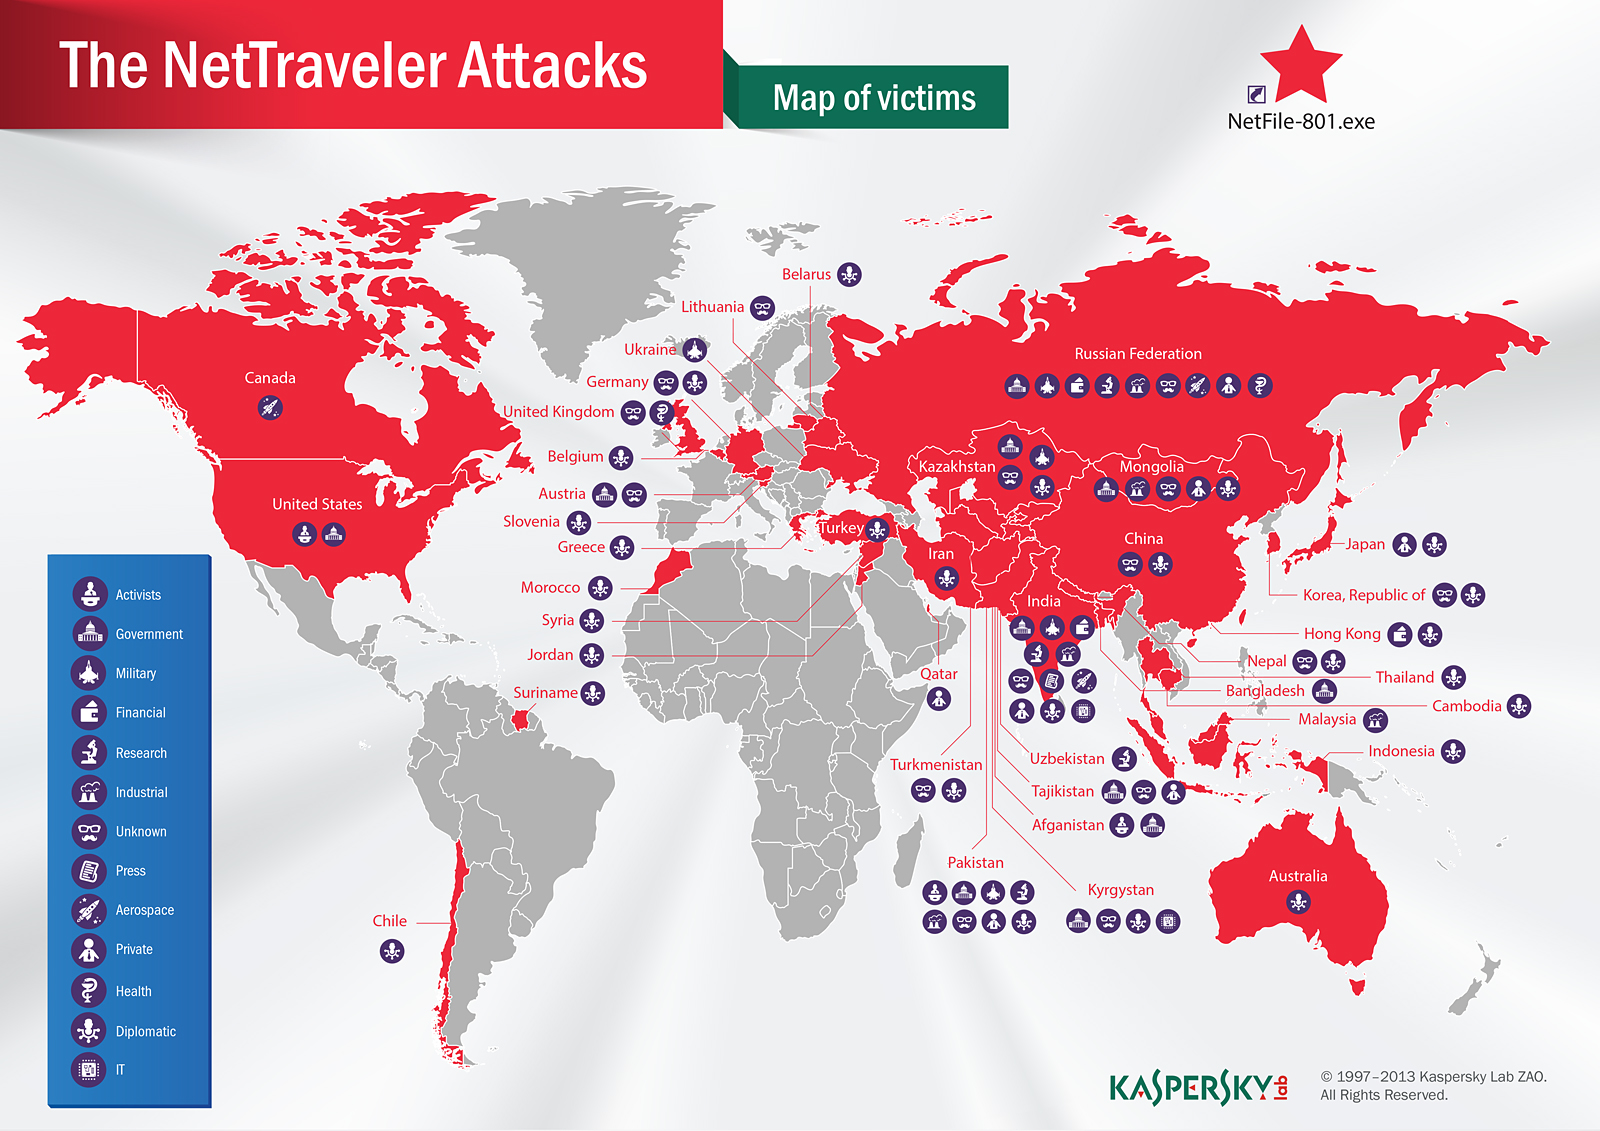 The NetTraveler Attacks
Map of victims
NetFile-801.exe
Belarus
Lithuania
Ukraine
Germany
United Kingdom
Belgium
Austria
Slovenia
Greece
Morocco
Syria
Jordan
Suriname
Canada
United States
Russian Federation
Kazakhstan
Mongolia
Turkey
Iran
China
India
Japan
Korea, Republic of
Hong Kong
Nepal
Thailand
Bangladesh
Cambodia
Malaysia
Indonesia
Qatar
Turkmenistan
Uzbekistan
Tajikistan
Afganistan
Pakistan
Kyrgystan
Australia
Chile
Activists
Government
Military
Financial
Research
Industrial
Unknown
Press
Aerospace
Private
Health
Diplomatic
IT
KASPERSKY lab
© 1997–2013 Kaspersky Lab ZAO.
All Rights Reserved.